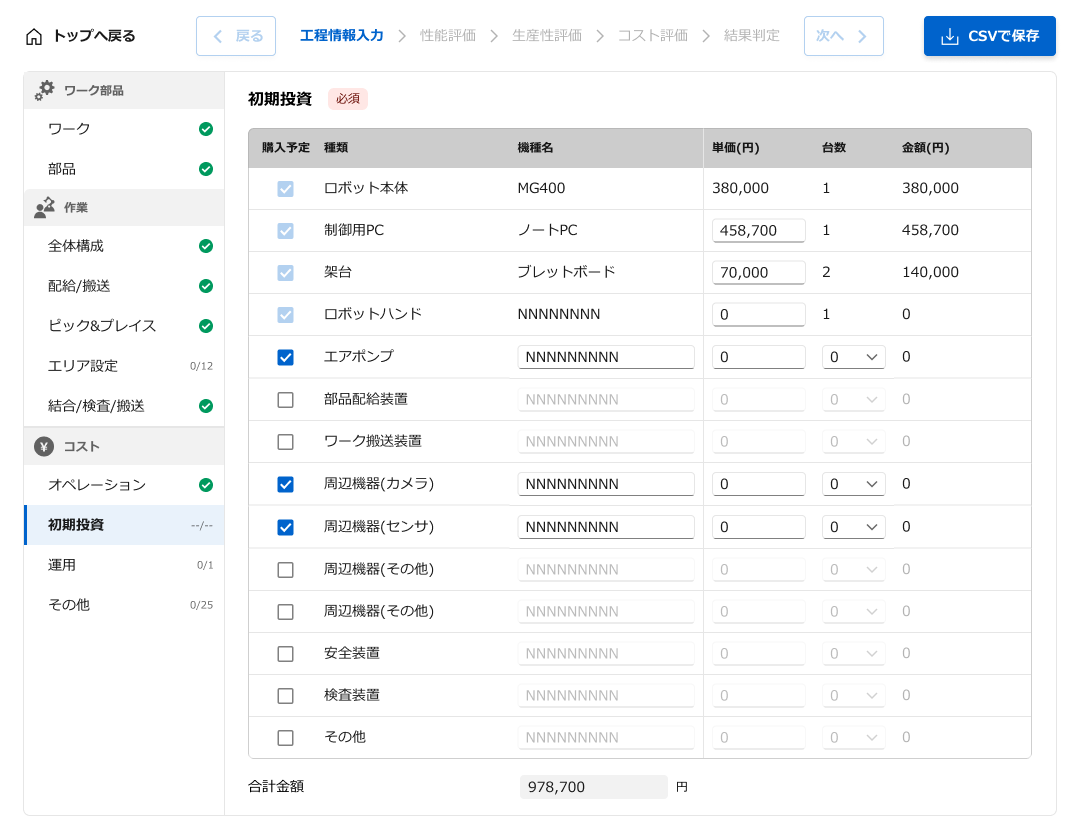 トップへ戻る
戻る
工程情報入力
性能評価
生産性評価
コスト評価
結果判定
次へ
CSVで保存
ワーク部品
ワーク
部品
作業
全体構成
配給/搬送
ピック&プレイス
エリア設定 0/12
結合/検査/搬送
¥ コスト
オペレーション
初期投資 --/--
運用 0/1
その他 0/25
初期投資 必須
購入予定 種類 機種名 単価(円) 台数 金額(円)
ロボット本体 MG400 380,000 1 380,000
制御用PC ノートPC 458,700 1 458,700
架台 ブレットボード 70,000 2 140,000
ロボットハンド NNNNNNNN 0 1 0
エアポンプ NNNNNNNNN 0 0 0
部品配給装置 NNNNNNNNN 0 0 0
ワーク搬送装置 NNNNNNNNN 0 0 0
周辺機器(カメラ) NNNNNNNNN 0 0 0
周辺機器(センサ) NNNNNNNNN 0 0 0
周辺機器(その他) NNNNNNNNN 0 0 0
周辺機器(その他) NNNNNNNNN 0 0 0
安全装置 NNNNNNNNN 0 0 0
検査装置 NNNNNNNNN 0 0 0
その他 NNNNNNNNN 0 0 0
合計金額 978,700 円